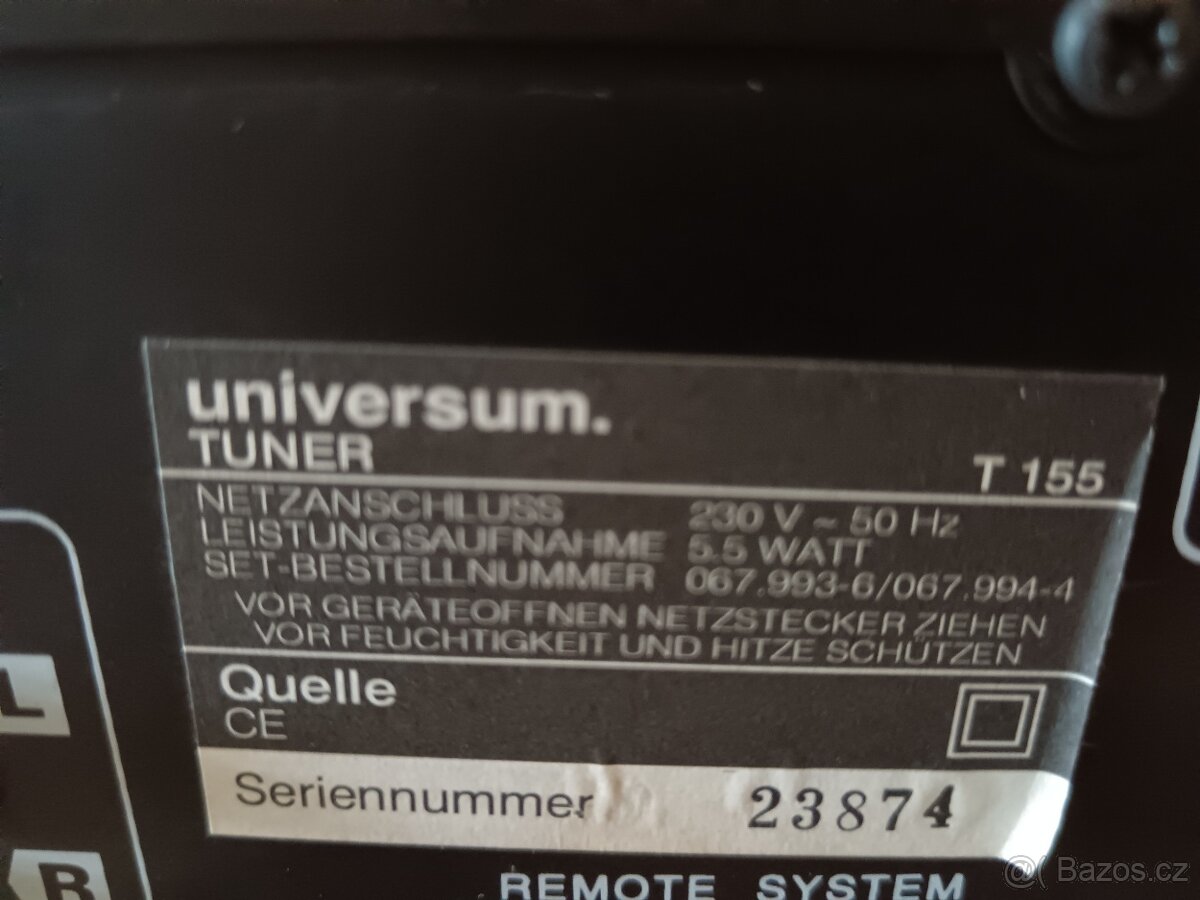 universum.
TUNER
T 155
NETZANSCHLUSS 230 V ~ 50 Hz
LEISTUNGSAUFNAHME 5.5 WATT
SET-BESTELLNUMMER 067.993-6/067.994-4
VOR GERÄTEOFFNEN NETZSTECKER ZIEHEN
VOR FEUCHTIGKEIT UND HITZE SCHÜTZEN
Quelle
CE
Seriennummer 23874
L
R
REMOTE SYSTEM
Bazos.cz